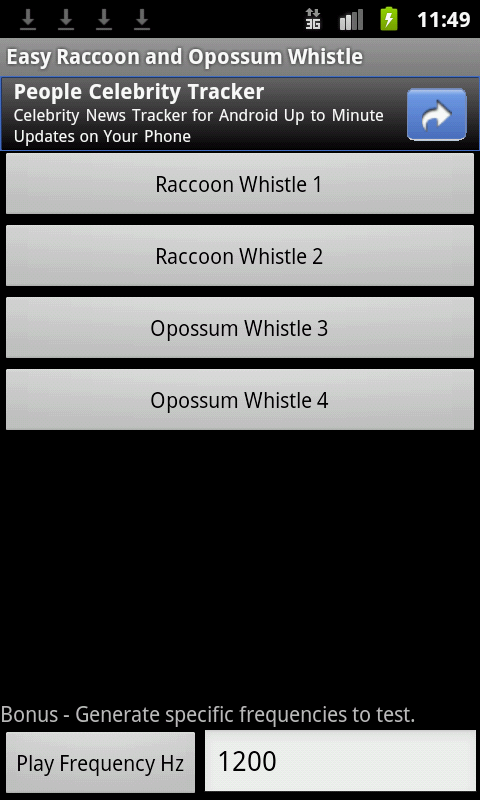 3G 11:49
Easy Raccoon and Opossum Whistle
People Celebrity Tracker
Celebrity News Tracker for Android Up to Minute
Updates on Your Phone
Raccoon Whistle 1
Raccoon Whistle 2
Opossum Whistle 3
Opossum Whistle 4
Bonus - Generate specific frequencies to test.
Play Frequency Hz 1200